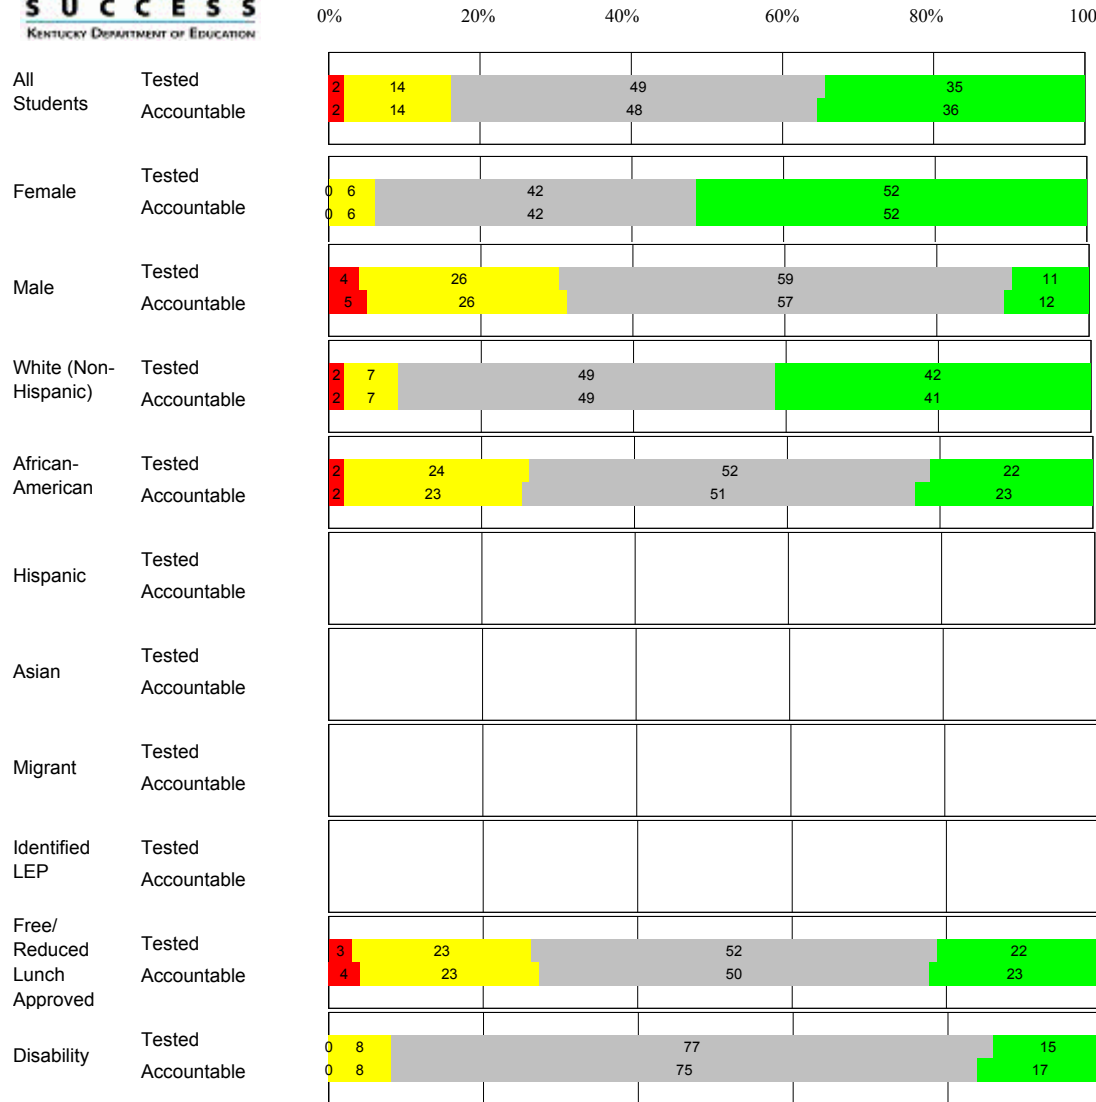 S U C C E S S
KENTUCKY DEPARTMENT OF EDUCATION
0% 20% 40% 60% 80% 100
All Students
Tested 2 14 49 35
Accountable 2 14 48 36
Female
Tested 0 6 42 52
Accountable 0 6 42 52
Male
Tested 4 26 59 11
Accountable 5 26 57 12
White (Non-
Hispanic)
Tested 2 7 49 42
Accountable 2 7 49 41
African-
American
Tested 2 24 52 22
Accountable 2 23 51 23
Hispanic
Tested
Accountable
Asian
Tested
Accountable
Migrant
Tested
Accountable
Identified
LEP
Tested
Accountable
Free/
Reduced
Lunch
Approved
Tested 3 23 52 22
Accountable 4 23 50 23
Disability
Tested 0 8 77 15
Accountable 0 8 75 17